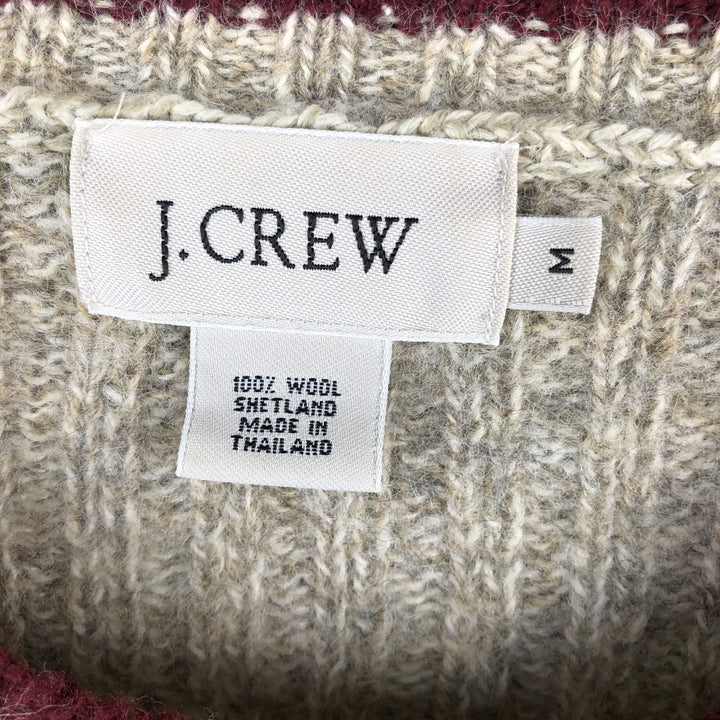 J.CREW
M
100% WOOL
SHETLAND
MADE IN
THAILAND